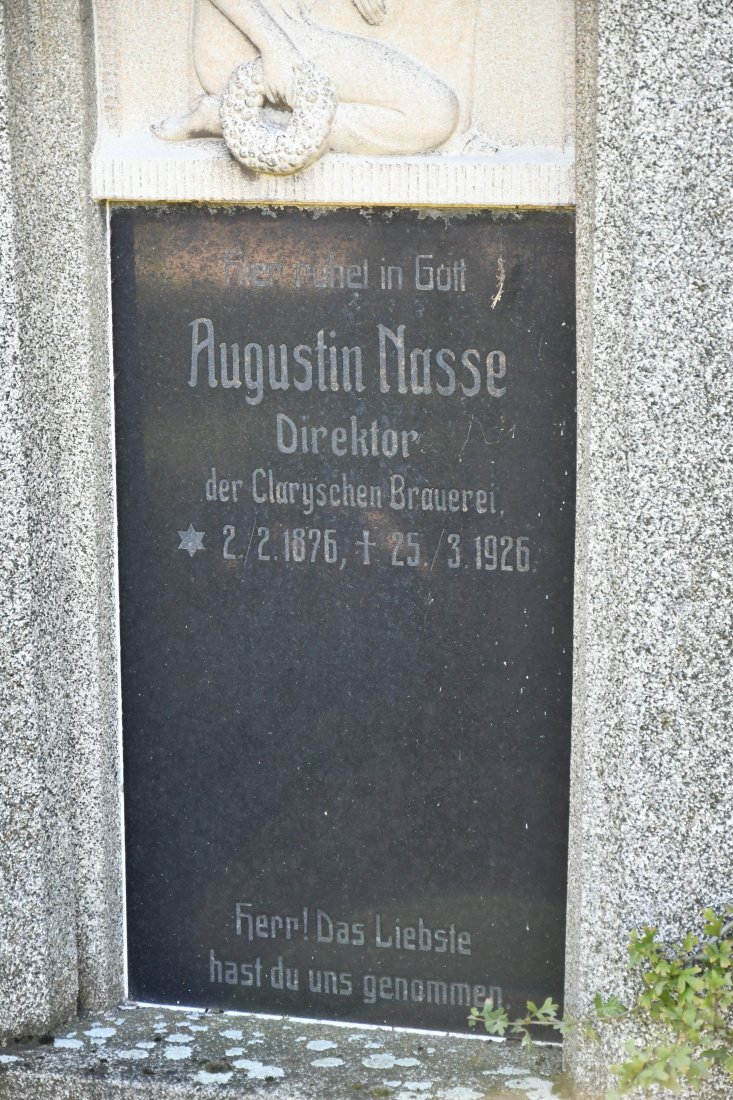 Hier ruhet in Gott
Augustin Nasse
Direktor
der Claryschen Brauerei,
* 2./2.1876, † 25./3.1926.
Herr! Das Liebste
hast du uns genommen.